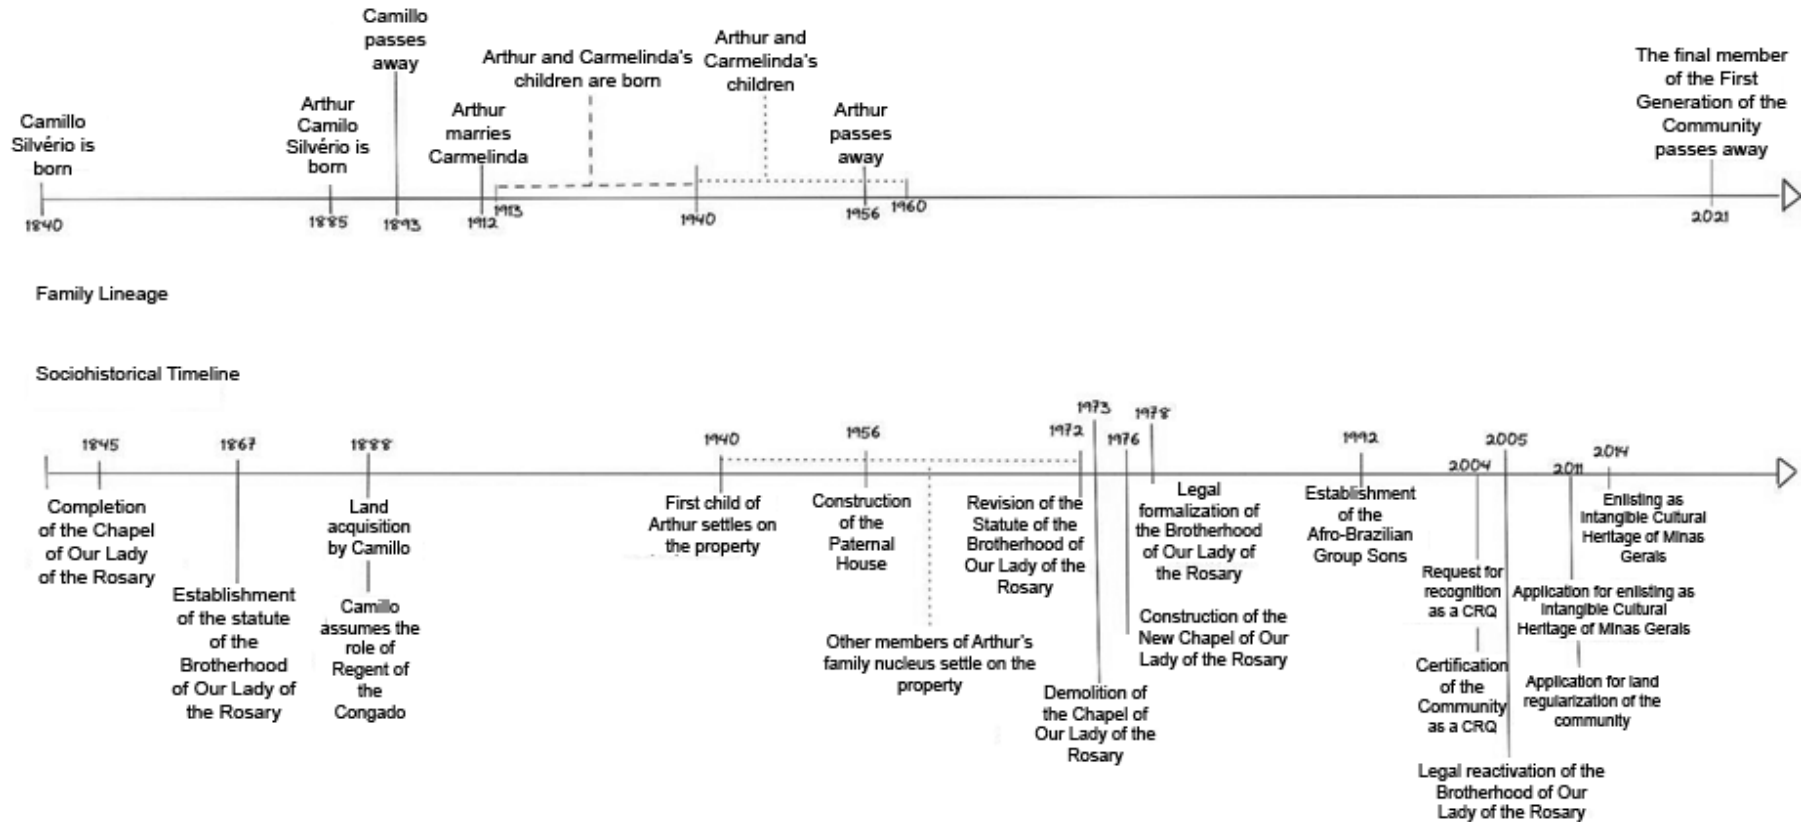 Camillo
passes
away
Arthur and Carmelinda's
children are born
Arthur and
Carmelinda's
children
The final member
of the First
Generation of the
Community
passes away
Camillo
Silvério is
born
Arthur
Camilo
Silvério is
born
Arthur
marries
Carmelinda
Arthur
passes
away
1840
1885
1893
1912
1913
1940
1956
1960
2021
Family Lineage
Sociohistorical Timeline
1845
1867
1888
1940
1956
1972
1973
1976
1978
1992
2004
2005
2011
2014
Completion
of the Chapel
of Our Lady
of the Rosary
Establishment
of the statute
of the
Brotherhood
of Our Lady of
the Rosary
Land
acquisition
by Camillo
Camillo
assumes the
role of
Regent of
the
Congado
First child of
Arthur settles on
the property
Construction
of the
Paternal
House
Other members of Arthur's
family nucleus settle on the
property
Revision of the
Statute of the
Brotherhood of
Our Lady of the
Rosary
Demolition of
the Chapel of
Our Lady of the
Rosary
Construction of the
New Chapel of Our
Lady of the Rosary
Legal
formalization of
the Brotherhood
of Our Lady of
the Rosary
Establishment
of the
Afro-Brazilian
Group Sons
Request for
recognition
as a CRQ
Certification
of the
Community
as a CRQ
Legal reactivation of the
Brotherhood of Our
Lady of the Rosary
Application for enlisting as
Intangible Cultural
Heritage of Minas Gerais
Application for land
regularization of the
community
Enlisting as
Intangible Cultural
Heritage of Minas
Gerais